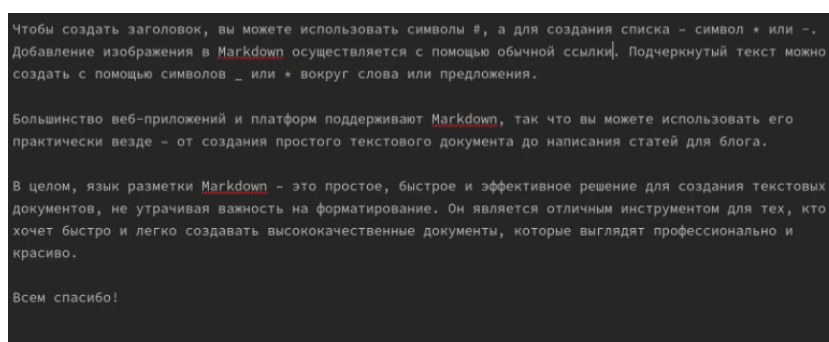 Чтобы создать заголовок, вы можете использовать символы #, а для создания списка – символ * или -.
Добавление изображения в Markdown осуществляется с помощью обычной ссылки. Подчеркнутый текст можно
создать с помощью символов _ или * вокруг слова или предложения.
Большинство веб-приложений и платформ поддерживают Markdown, так что вы можете использовать его
практически везде – от создания простого текстового документа до написания статей для блога.
В целом, язык разметки Markdown – это простое, быстрое и эффективное решение для создания текстовых
документов, не утрачивая важность на форматирование. Он является отличным инструментом для тех, кто
хочет быстро и легко создавать высококачественные документы, которые выглядят профессионально и
красиво.
Всем спасибо!